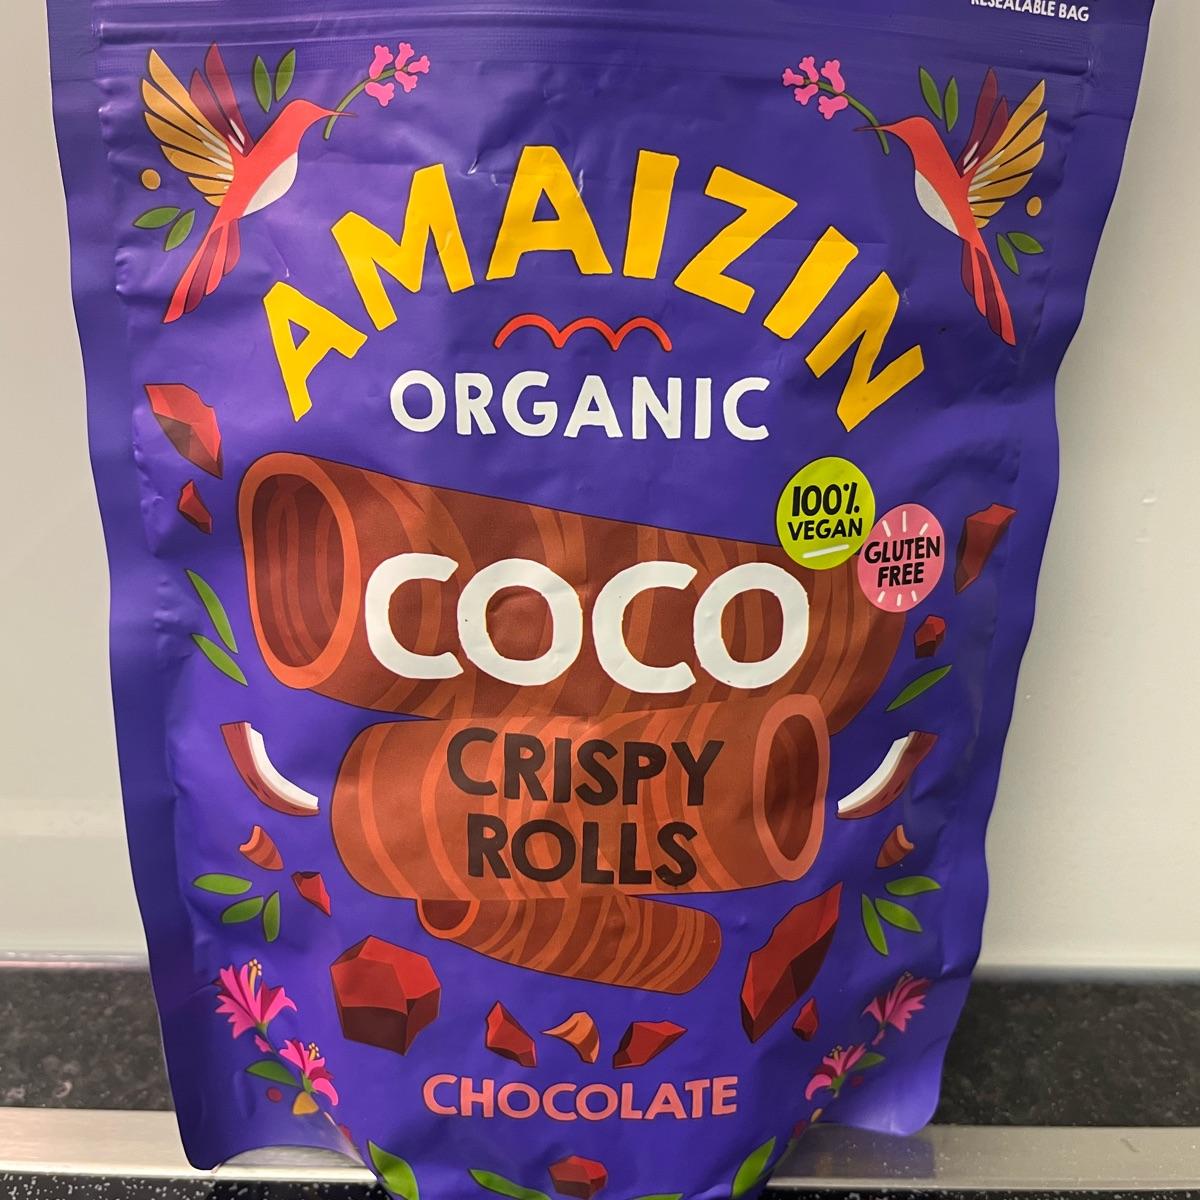 RESEALABLE BAG
AMAIZIN
ORGANIC
100%
VEGAN
GLUTEN
FREE
COCO
CRISPY
ROLLS
CHOCOLATE